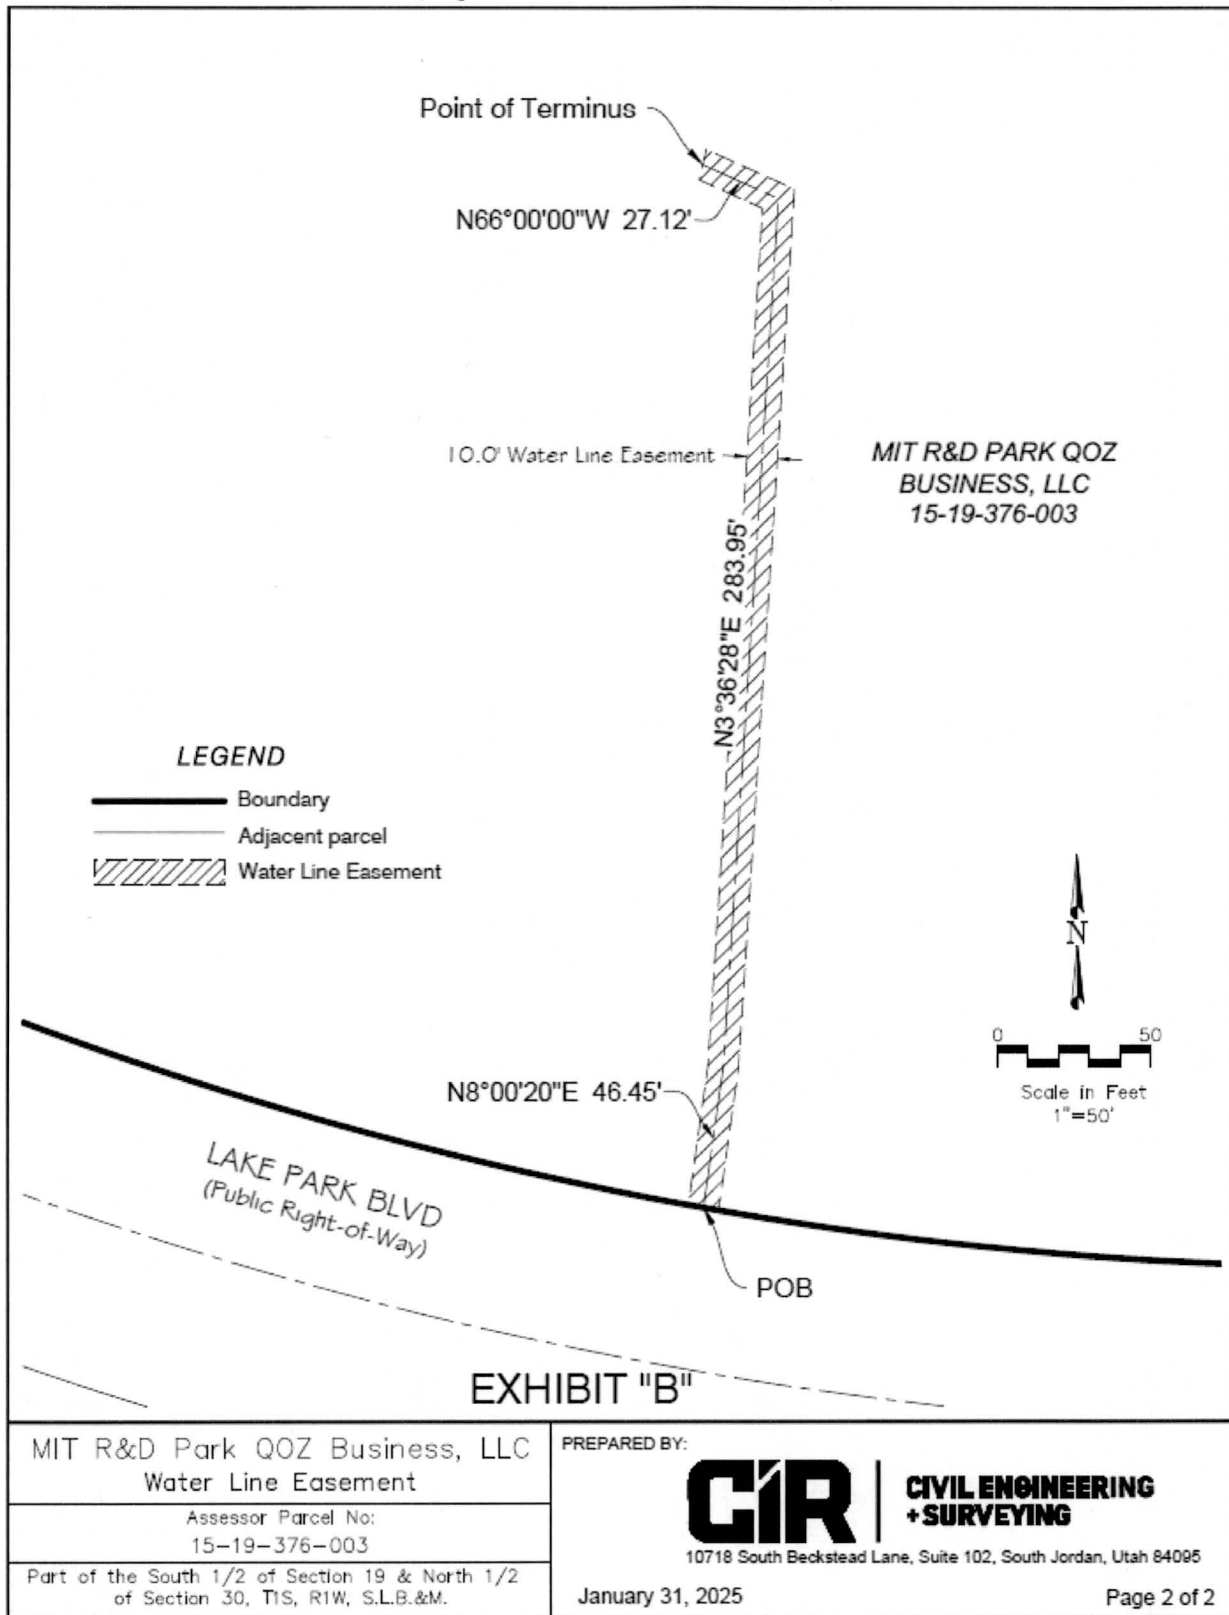 Point of Terminus
N66°00'00"W 27.12'
10.0' Water Line Easement
MIT R&D PARK QOZ
BUSINESS, LLC
15-19-376-003
N3°36'28"E 283.95'
LEGEND
Boundary
Adjacent parcel
Water Line Easement
N
0 50
Scale in Feet
1"=50'
N8°00'20"E 46.45'
LAKE PARK BLVD
(Public Right-of-Way)
POB
EXHIBIT "B"
MIT R&D Park QOZ Business, LLC
Water Line Easement
Assessor Parcel No:
15-19-376-003
Part of the South 1/2 of Section 19 & North 1/2
of Section 30, T1S, R1W, S.L.B.&M.
PREPARED BY:
CIR
CIVIL ENGINEERING
+SURVEYING
10718 South Beckstead Lane, Suite 102, South Jordan, Utah 84095
January 31, 2025
Page 2 of 2